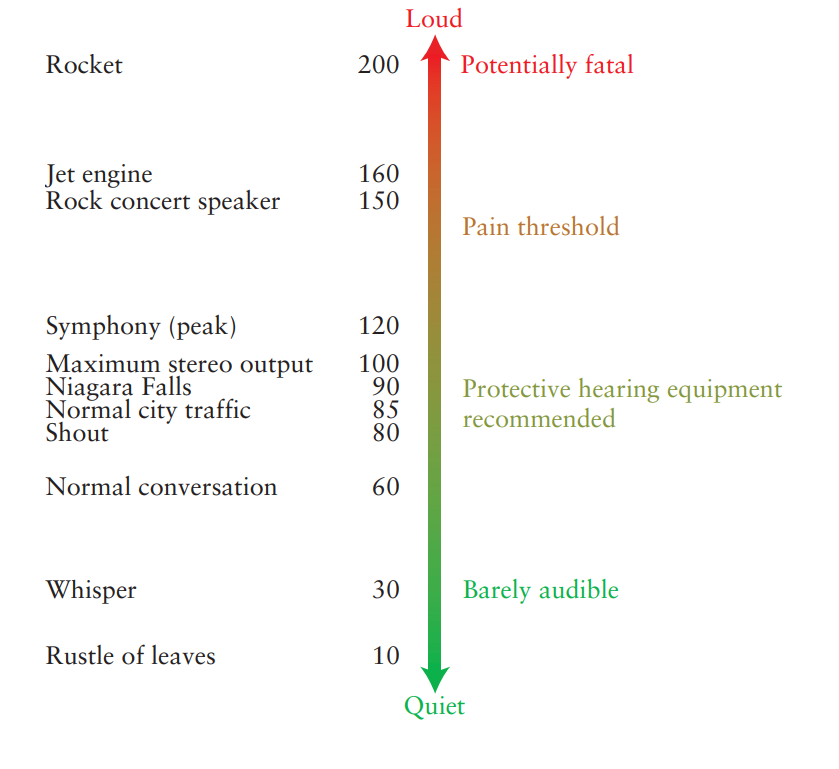 Loud
Rocket 200 Potentially fatal
Jet engine 160
Rock concert speaker 150
Pain threshold
Symphony (peak) 120
Maximum stereo output 100
Niagara Falls 90 Protective hearing equipment
Normal city traffic 85 recommended
Shout 80
Normal conversation 60
Whisper 30 Barely audible
Rustle of leaves 10
Quiet